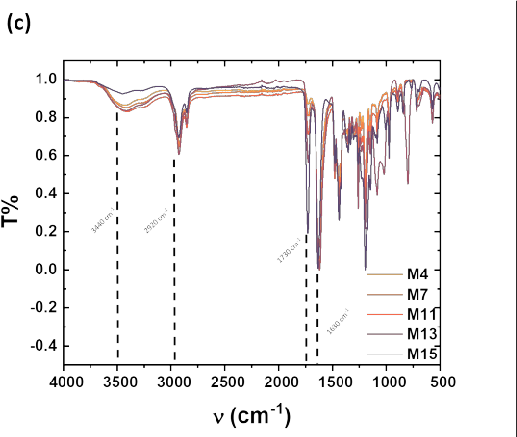 (c)
T%
1.0
0.8
0.6
0.4
0.2
0.0
-0.2
-0.4
3440 cm⁻¹
2920 cm⁻¹
1730 cm⁻¹
1630 cm⁻¹
M4
M7
M11
M13
M15
4000 3500 3000 2500 2000 1500 1000 500
ν (cm⁻¹)